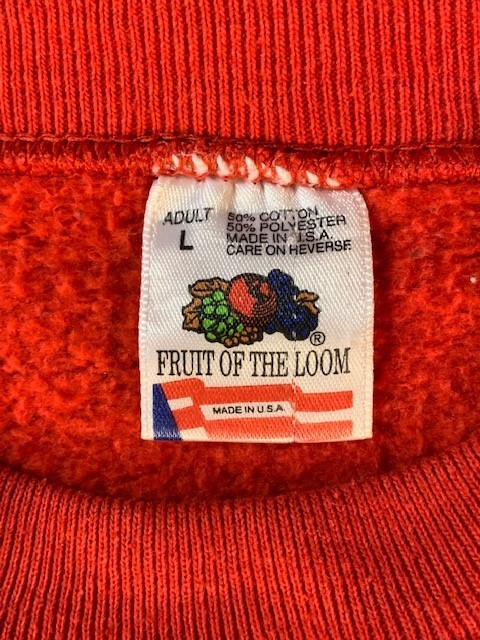 ADULT 50% COTTON
L 50% POLYESTER
MADE IN U.S.A.
CARE ON REVERSE
®
FRUIT OF THE LOOM
MADE IN U.S.A.